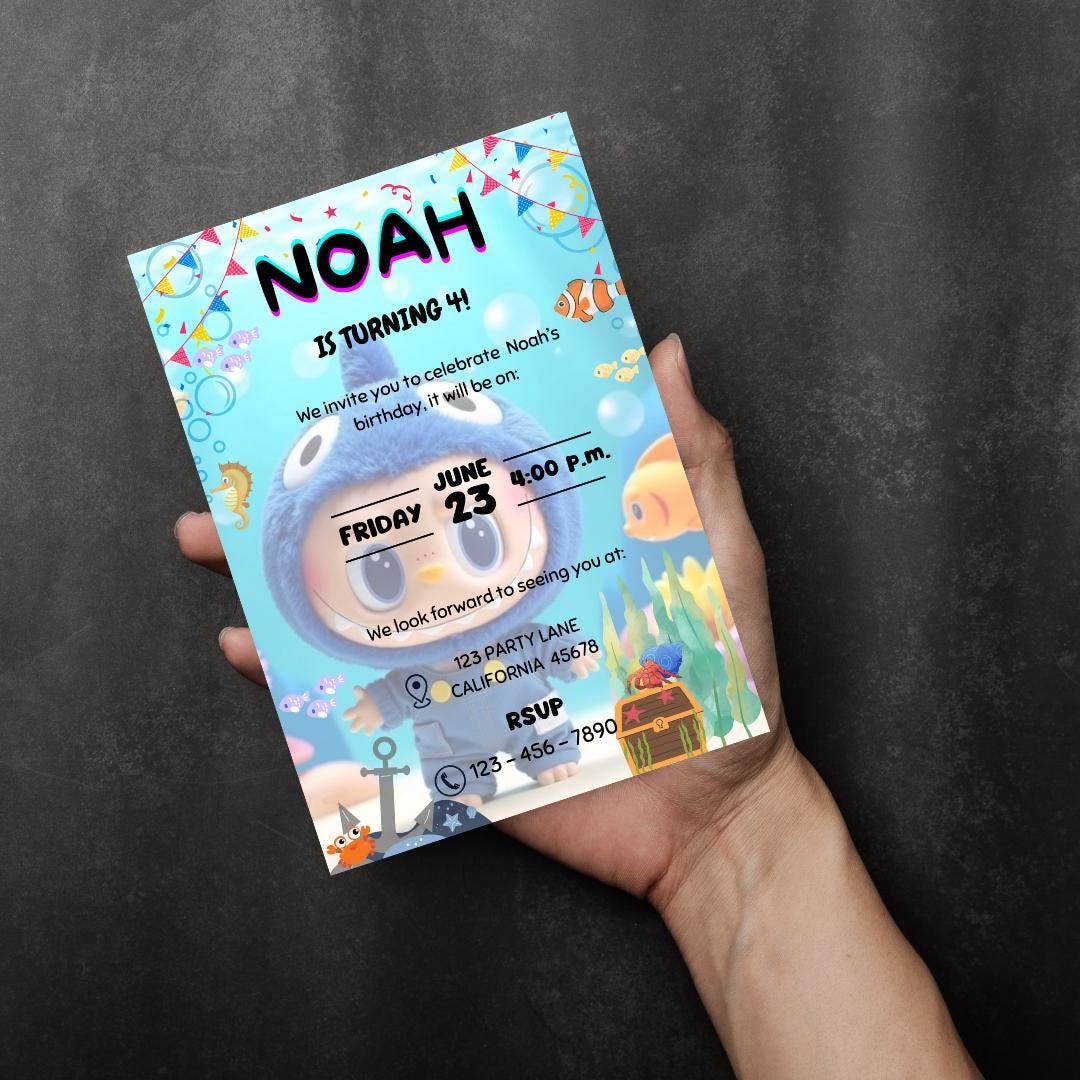 NOAH
IS TURNING 4!
We invite you to celebrate Noah's
birthday, it will be on:
FRIDAY
JUNE
23
4:00 P.m.
We look forward to seeing you at:
123 PARTY LANE
CALIFORNIA 45678
RSVP
123 – 456 – 7890